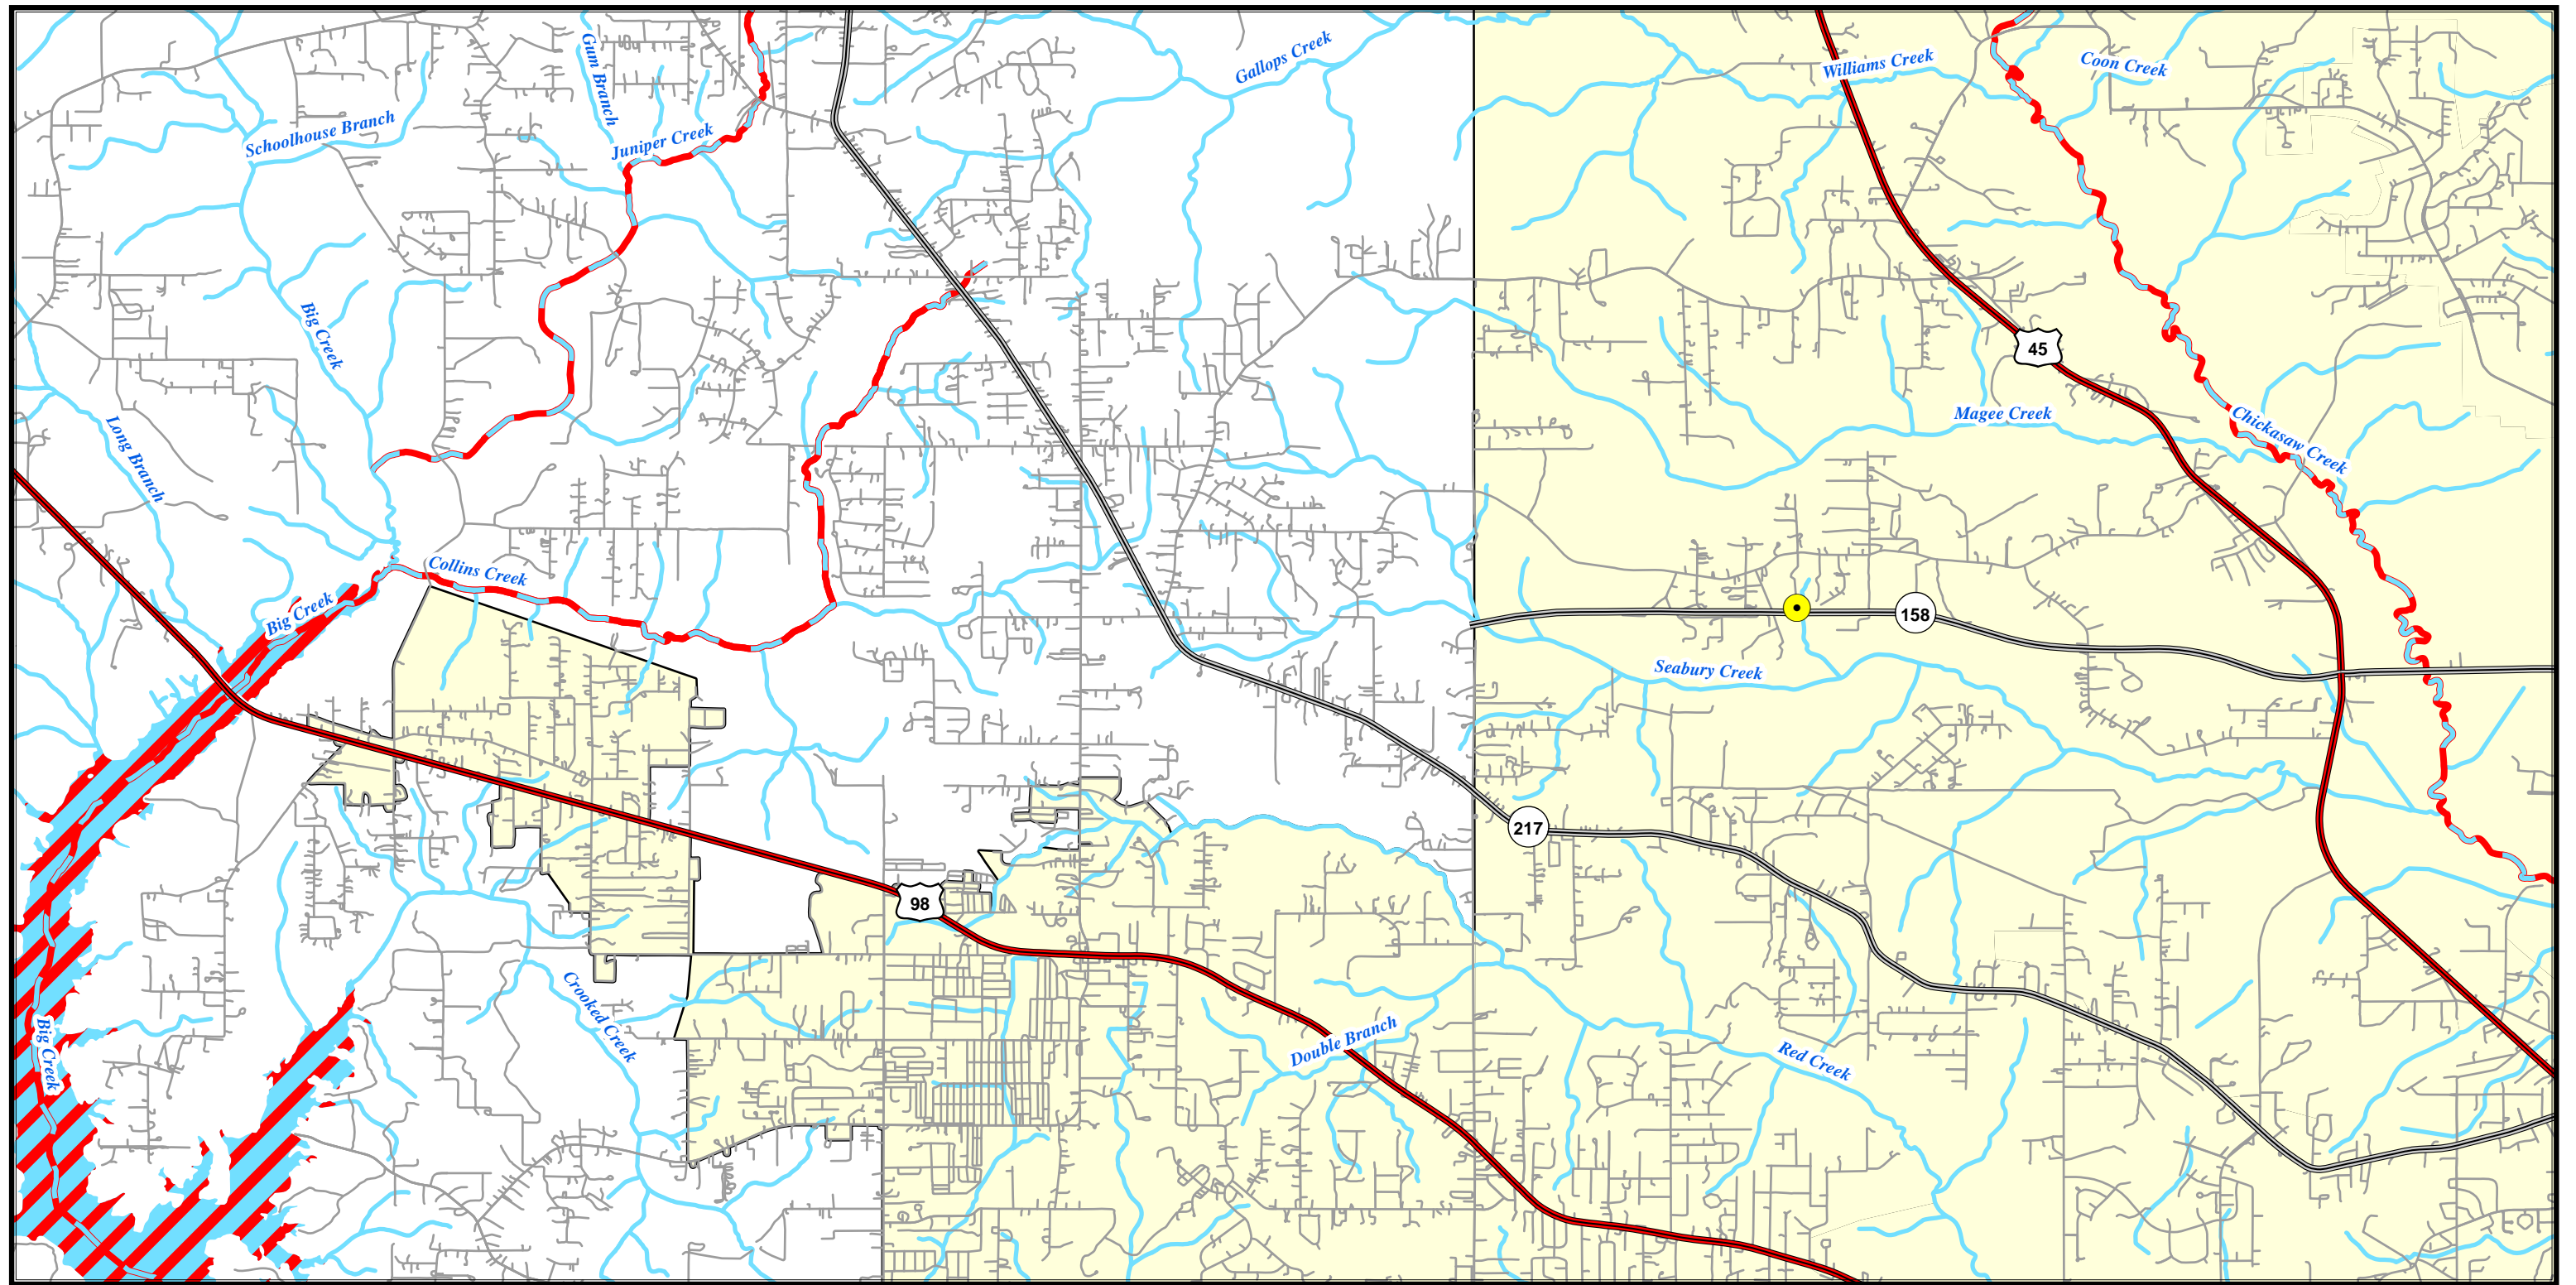 Gum Branch
Gallops Creek
Williams Creek
Coon Creek
Schoolhouse Branch
Juniper Creek
Big Creek
45
Magee Creek
Chickasaw Creek
Long Branch
Collins Creek
Big Creek
158
Seabury Creek
217
98
Crooked Creek
Big Creek
Double Branch
Red Creek